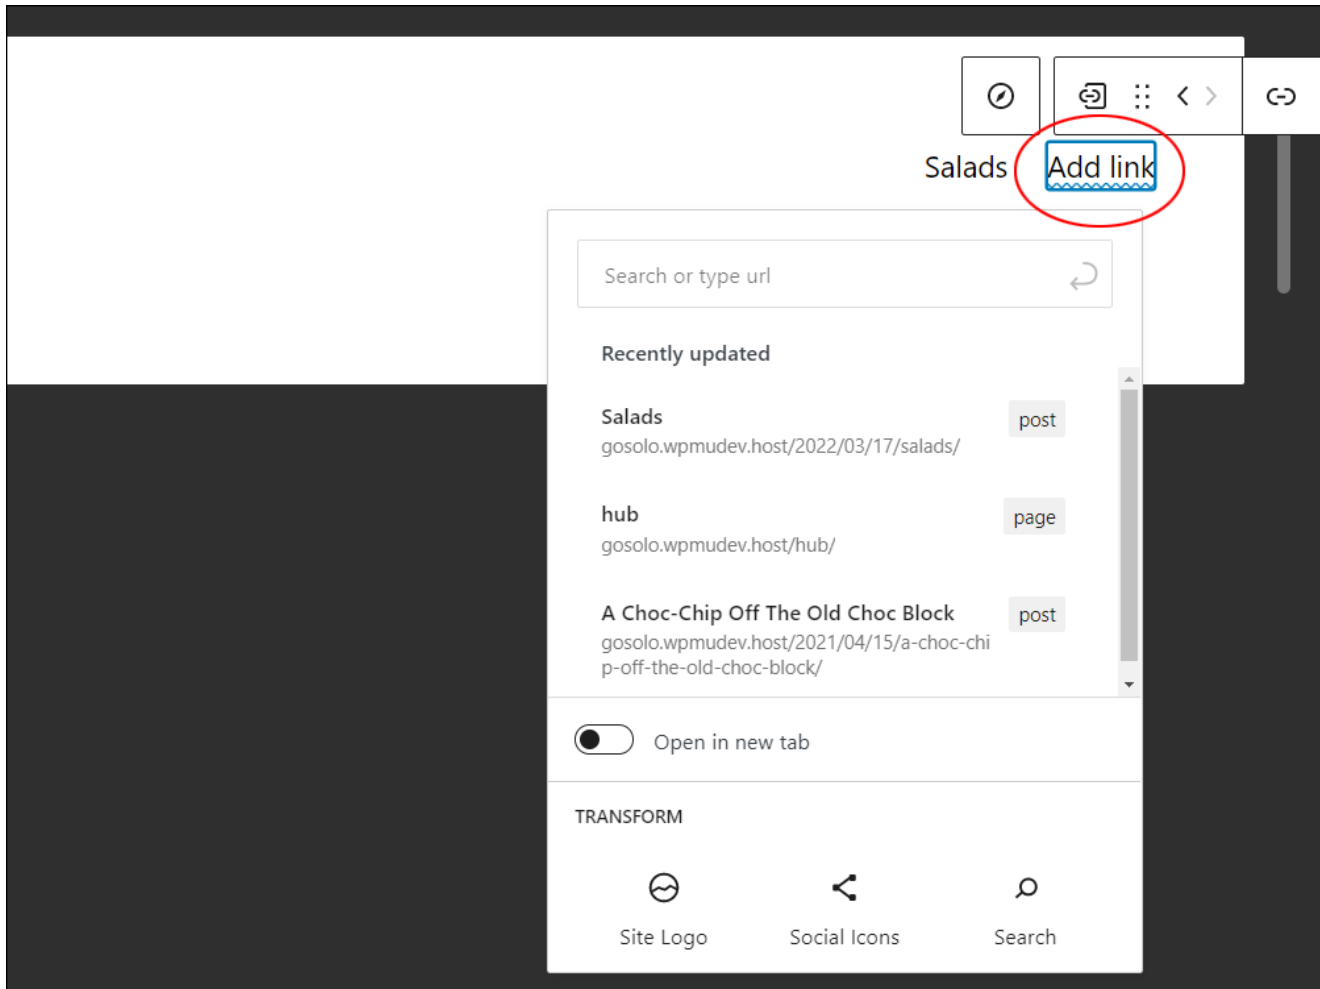 Salads Add link
Search or type url
Recently updated
Salads post
gosolo.wpmudev.host/2022/03/17/salads/
hub page
gosolo.wpmudev.host/hub/
A Choc-Chip Off The Old Choc Block post
gosolo.wpmudev.host/2021/04/15/a-choc-chi
p-off-the-old-choc-block/
Open in new tab
TRANSFORM
Site Logo Social Icons Search